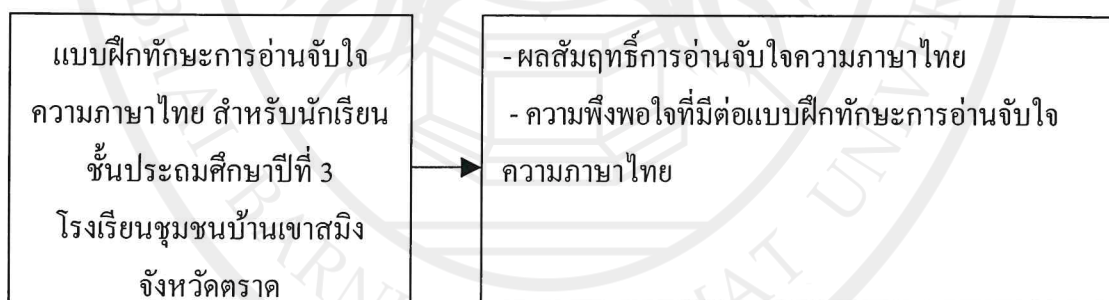 แบบฝึกทักษะการอ่านจับใจ
ความภาษาไทย สำหรับนักเรียน
ชั้นประถมศึกษาปีที่ 3
โรงเรียนชุมชนบ้านเขาสมิง
จังหวัดตราด
- ผลสัมฤทธิ์การอ่านจับใจความภาษาไทย
- ความพึงพอใจที่มีต่อแบบฝึกทักษะการอ่านจับใจ
ความภาษาไทย